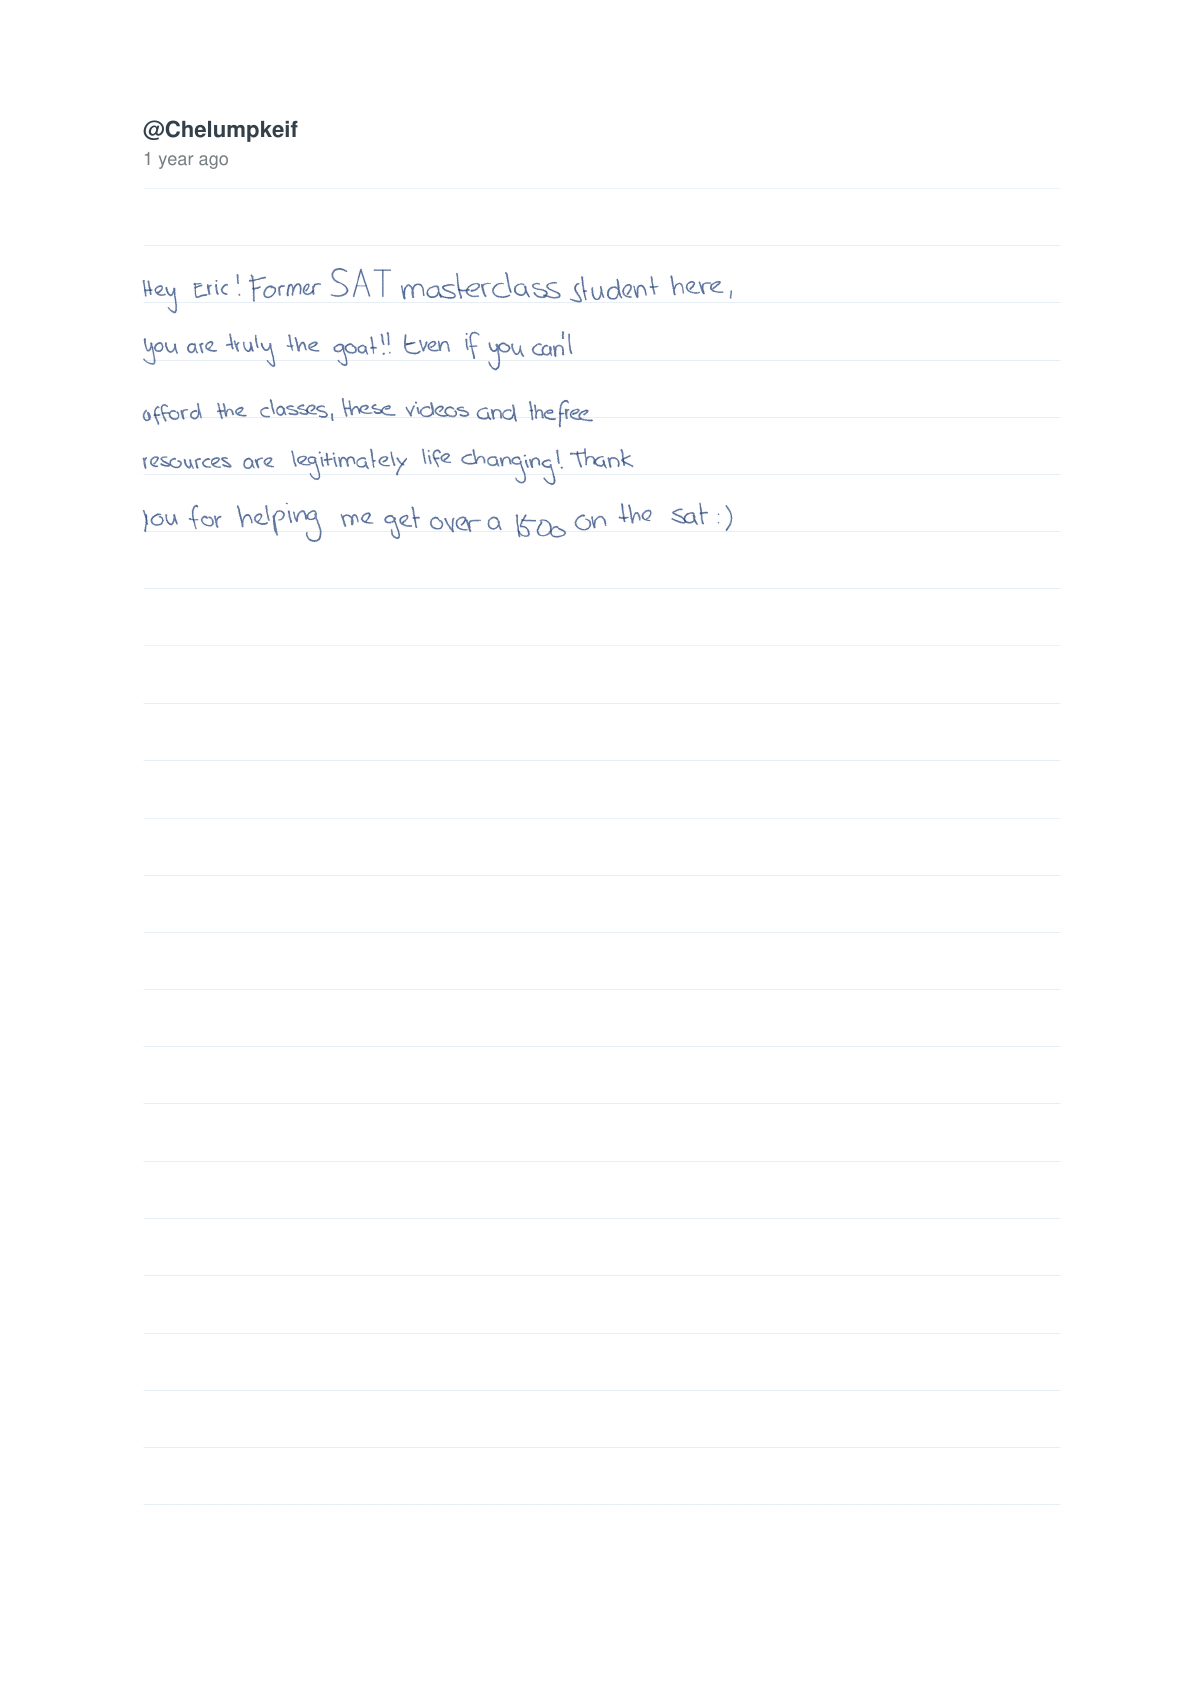 @Chelumpkeif
1 year ago
Hey Eric! Former SAT masterclass student here,
you are truly the goat!! Even if you can't
afford the classes, these videos and the free
resources are legitimately life changing! Thank
you for helping me get over a 1500 on the sat :)